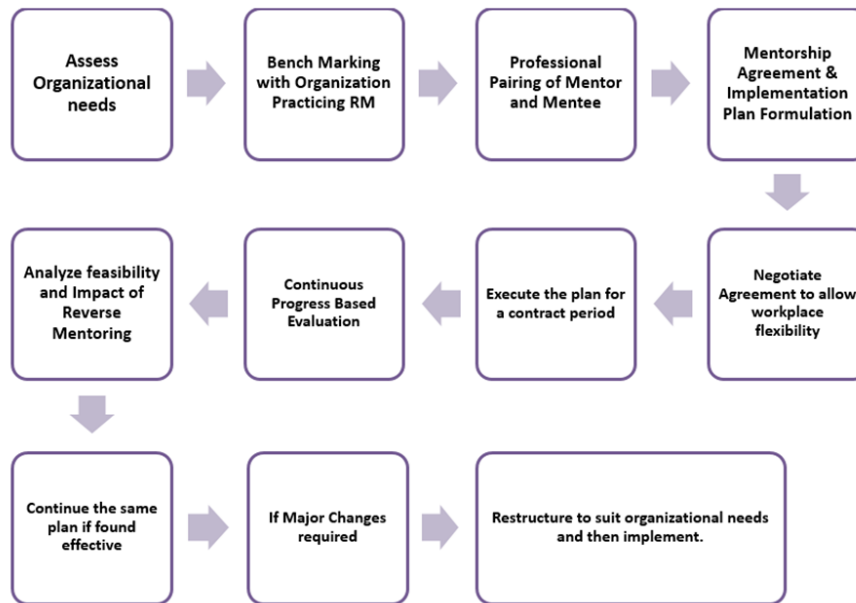 Assess
Organizational
needs
Bench Marking
with Organization
Practicing RM
Professional
Pairing of Mentor
and Mentee
Mentorship
Agreement &
Implementation
Plan Formulation
Negotiate
Agreement to allow
workplace
flexibility
Execute the plan for
a contract period
Continuous
Progress Based
Evaluation
Analyze feasibility
and Impact of
Reverse
Mentoring
Continue the same
plan if found
effective
If Major Changes
required
Restructure to suit organizational needs
and then implement.